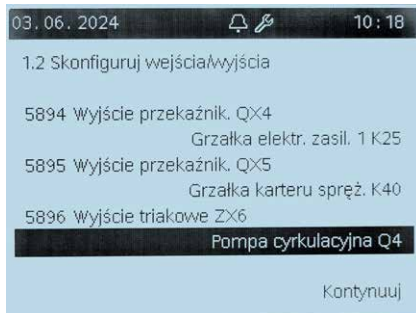 03.06.2024 10:18
1.2 Skonfiguruj wejścia/wyjścia
5894 Wyjście przekaźnik. QX4
Grzałka elektr. zasil. 1 K25
5895 Wyjście przekaźnik. QX5
Grzałka karteru spręż. K40
5896 Wyjście triakowe ZX6
Pompa cyrkulacyjna Q4
Kontynuuj